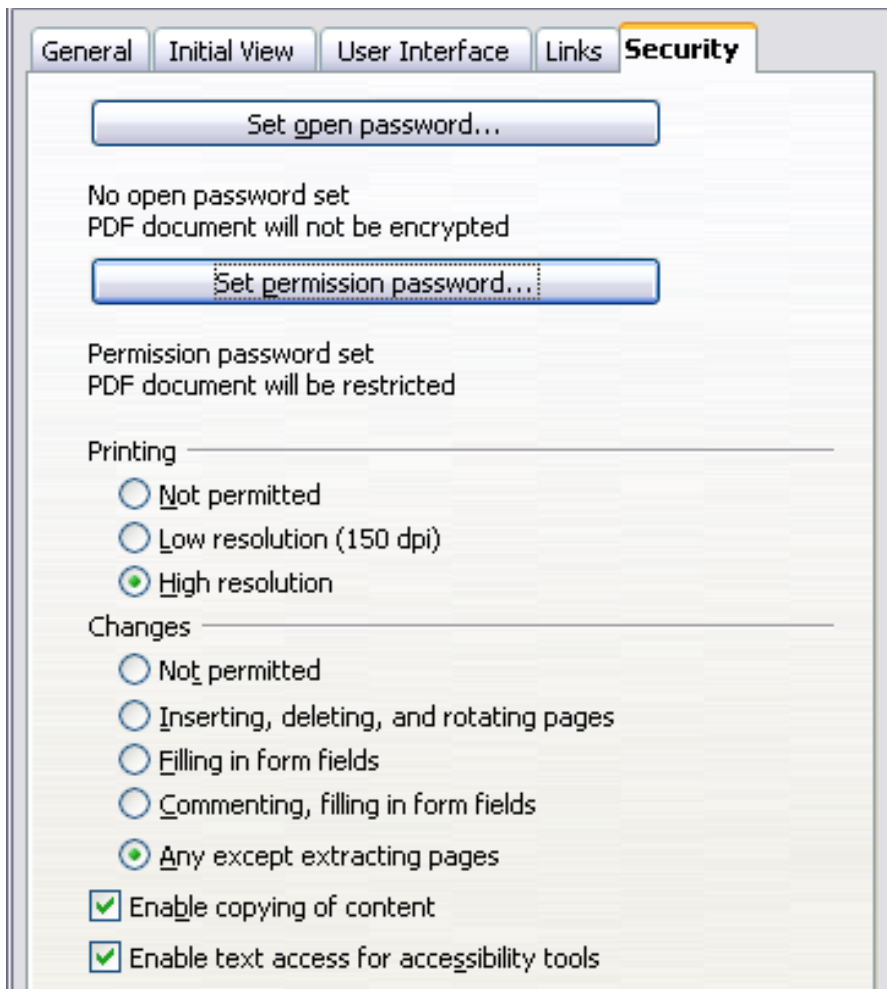 General Initial View User Interface Links Security
Set open password...
No open password set
PDF document will not be encrypted
Set permission password...
Permission password set
PDF document will be restricted
Printing
Not permitted
Low resolution (150 dpi)
High resolution
Changes
Not permitted
Inserting, deleting, and rotating pages
Filling in form fields
Commenting, filling in form fields
Any except extracting pages
Enable copying of content
Enable text access for accessibility tools